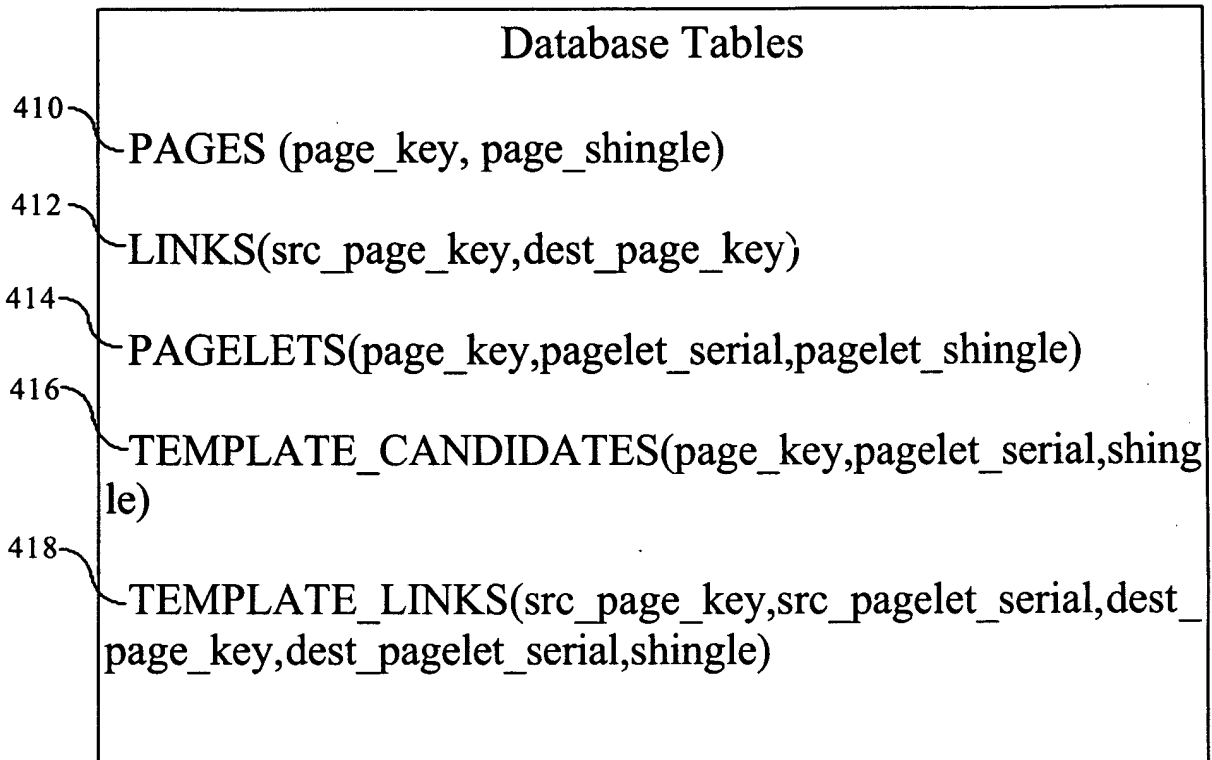 Database Tables
410
PAGES (page_key, page_shingle)
412
LINKS(src_page_key,dest_page_key)
414
PAGELETS(page_key,pagelet_serial,pagelet_shingle)
416
TEMPLATE_CANDIDATES(page_key,pagelet_serial,shing
le)
418
TEMPLATE_LINKS(src_page_key,src_pagelet_serial,dest_
page_key,dest_pagelet_serial,shingle)